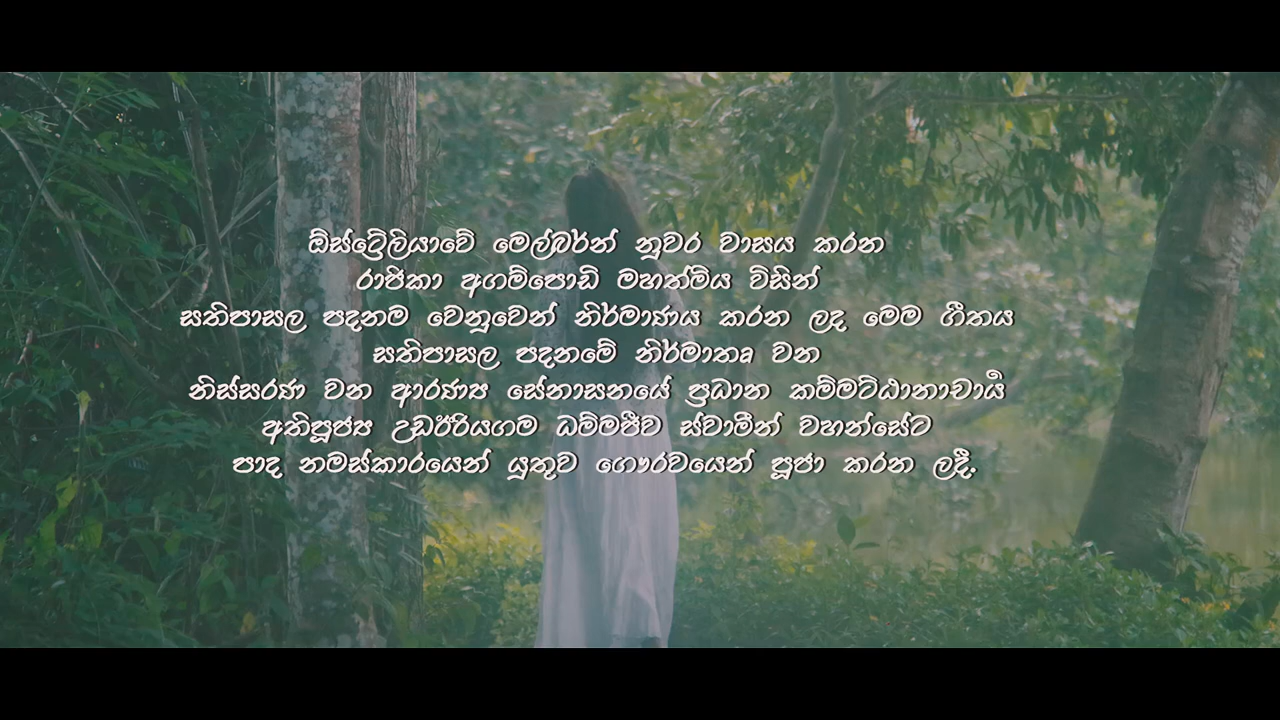 ඕස්ට්‍රේලියාවේ මෙල්බර්න් නූවර වාසය කරන
රාජිකා අගම්පොඩි මහත්මිය විසින්
සතිපාසල පදනම වෙනුවෙන් නිර්මාණය කරන ලද මෙම ගීතය
සතිපාසල පදනමේ නිර්මාතෘ වන
නිස්සරණ වන ආරණ්‍ය සේනාසනයේ ප්‍රධාන කම්මට්ඨානාචාර්ය
අතිපූජ්‍ය උඩඊරියගම ධම්මජීව ස්වාමීන් වහන්සේට
පාද නමස්කාරයෙන් යුතුව ගෞරවයෙන් පූජා කරන ලදී.